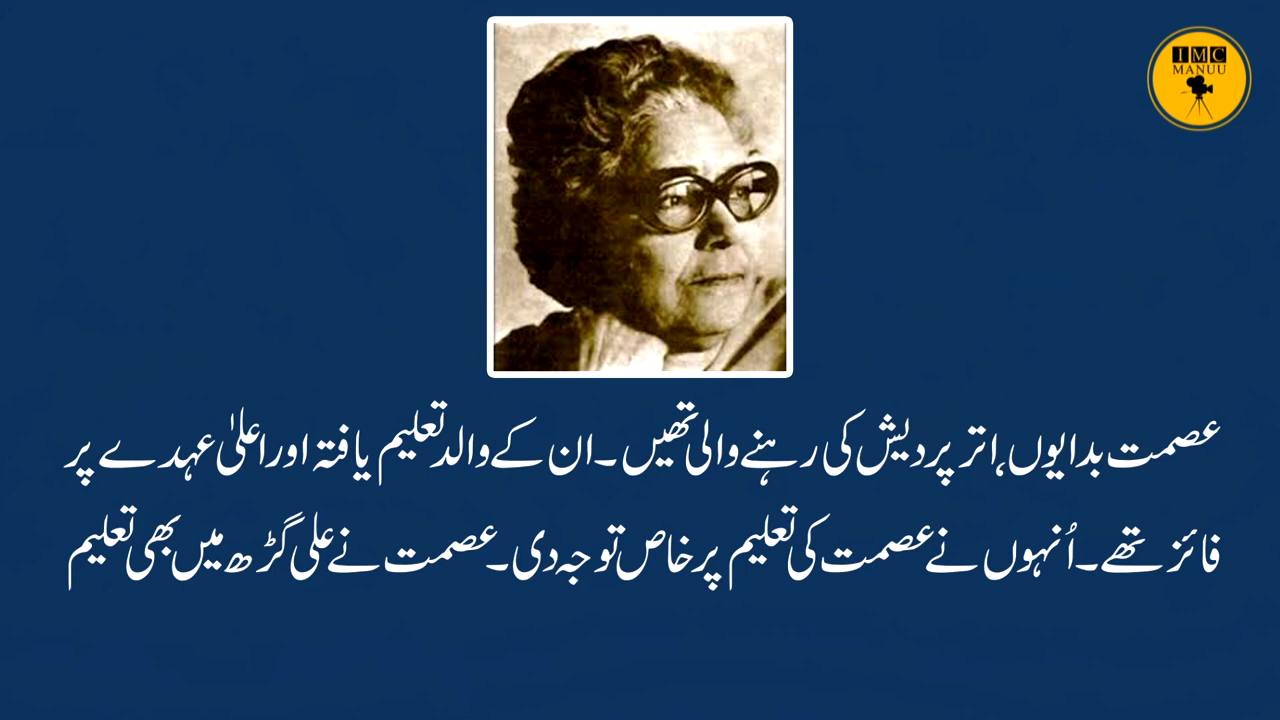 IMC
MANUU
عصمت بدایوں، اتر پردیش کی رہنے والی تھیں۔ ان کے والد تعلیم یافتہ اور اعلیٰ عہدے پر
فائز تھے۔ اُنہوں نے عصمت کی تعلیم پر خاص توجہ دی۔ عصمت نے علی گڑھ میں بھی تعلیم